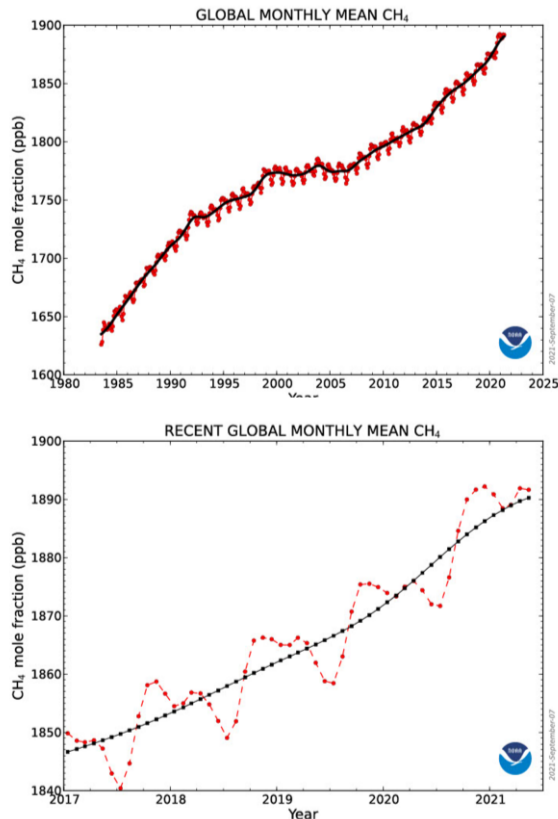 GLOBAL MONTHLY MEAN CH₄
1900
1850
1800
1750
1700
1650
1600
CH₄ mole fraction (ppb)
1980 1985 1990 1995 2000 2005 2010 2015 2020 2025
Year
2021-September-07
RECENT GLOBAL MONTHLY MEAN CH₄
1900
1890
1880
1870
1860
1850
1840
CH₄ mole fraction (ppb)
2017 2018 2019 2020 2021
Year
2021-September-07